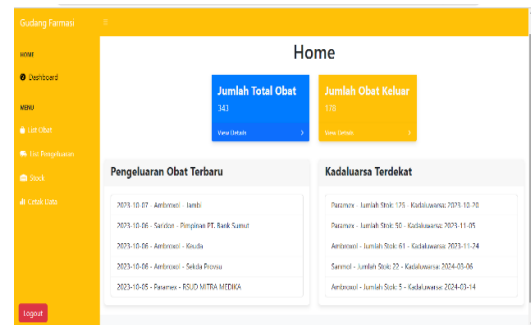 Gudang Farmasi
HOME
Dashboard
MENU
List Obat
List Pengeluaran
Stock
Cetak Data
Logout
Home
Jumlah Total Obat
343
View Details
Jumlah Obat Keluar
178
View Details
Pengeluaran Obat Terbaru
2023-10-07 - Ambroxol - Jambi
2023-10-06 - Saridon - Pimpinan PT. Bank Sumut
2023-10-06 - Ambroxol - Keuda
2023-10-06 - Ambroxol - Sekda Provsu
2023-10-05 - Paramex - RSUD MITRA MEDIKA
Kadaluarsa Terdekat
Paramex - Jumlah Stok: 125 - Kadaluwarsa: 2023-10-20
Paramex - Jumlah Stok: 50 - Kadaluwarsa: 2023-11-05
Ambroxol - Jumlah Stok: 61 - Kadaluwarsa: 2023-11-24
Sanmol - Jumlah Stok: 22 - Kadaluwarsa: 2024-03-06
Ambroxol - Jumlah Stok: 5 - Kadaluwarsa: 2024-03-14